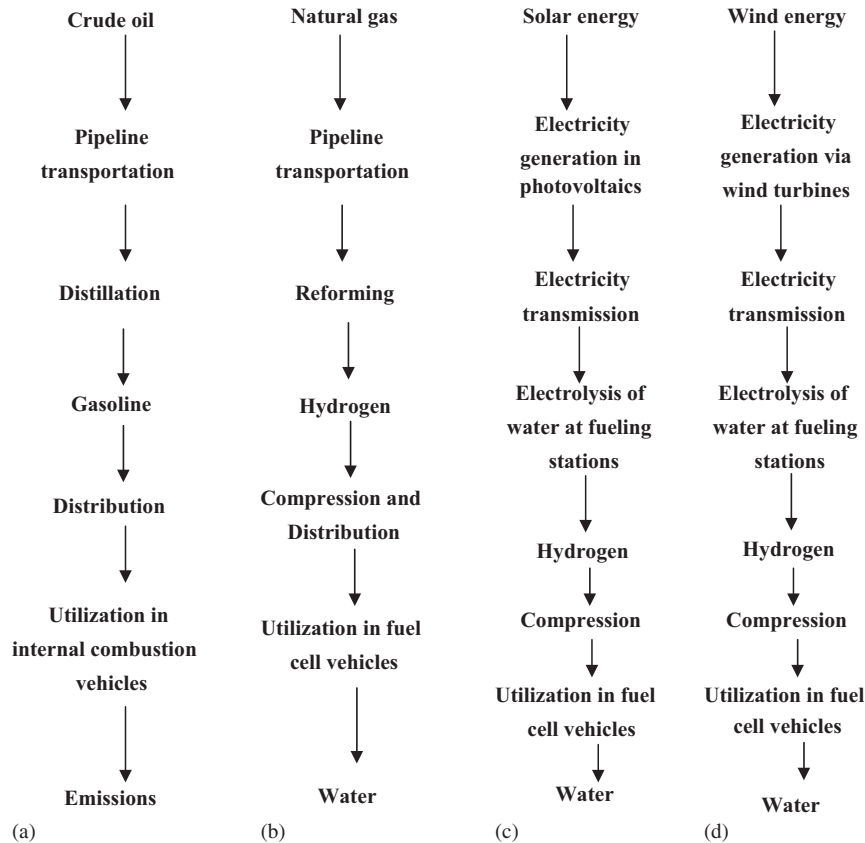 Crude oil
Pipeline
transportation
Distillation
Gasoline
Distribution
Utilization in
internal combustion
vehicles
Emissions
(a)
Natural gas
Pipeline
transportation
Reforming
Hydrogen
Compression and
Distribution
Utilization in fuel
cell vehicles
Water
(b)
Solar energy
Electricity
generation in
photovoltaics
Electricity
transmission
Electrolysis of
water at fueling
stations
Hydrogen
Compression
Utilization in fuel
cell vehicles
Water
(c)
Wind energy
Electricity
generation via
wind turbines
Electricity
transmission
Electrolysis of
water at fueling
stations
Hydrogen
Compression
Utilization in fuel
cell vehicles
Water
(d)